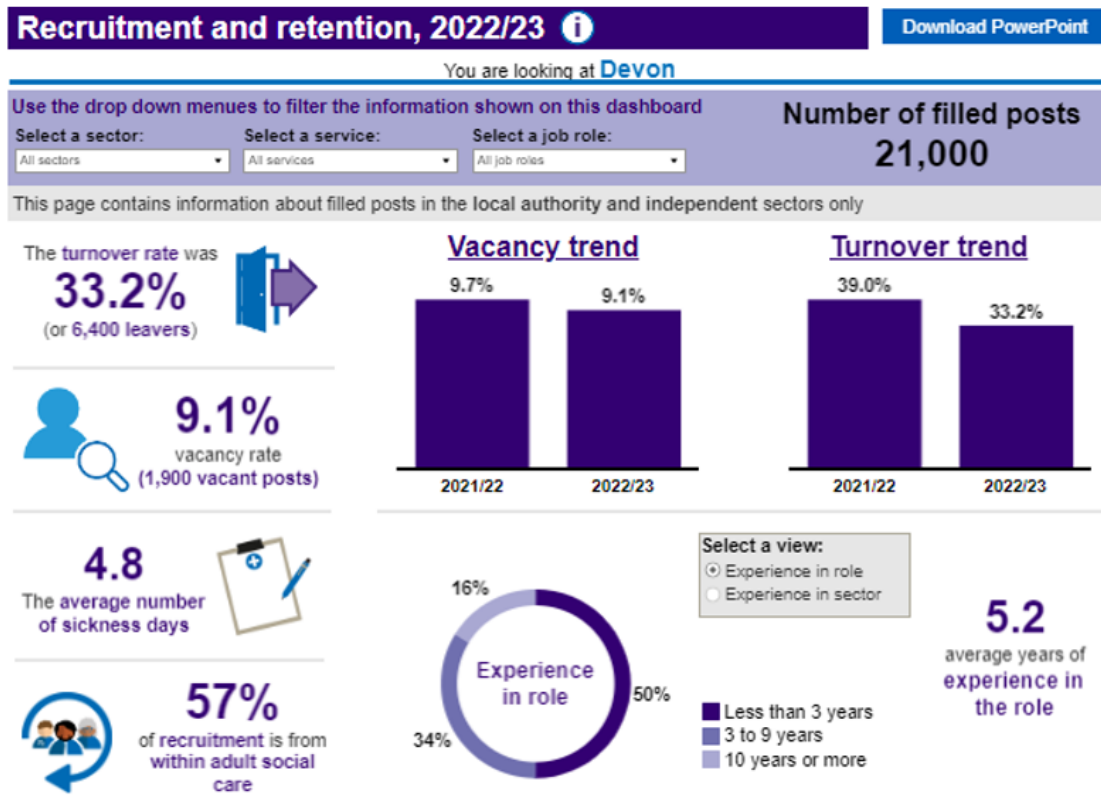 Recruitment and retention, 2022/23 i
Download PowerPoint
You are looking at Devon
Use the drop down menues to filter the information shown on this dashboard
Select a sector:
All sectors
Select a service:
All services
Select a job role:
All job roles
Number of filled posts
21,000
This page contains information about filled posts in the local authority and independent sectors only
The turnover rate was
33.2%
(or 6,400 leavers)
9.1%
vacancy rate
(1,900 vacant posts)
4.8
The average number
of sickness days
57%
of recruitment is from
within adult social
care
Vacancy trend
9.7%
9.1%
2021/22
2022/23
Turnover trend
39.0%
33.2%
2021/22
2022/23
16%
Experience
in role
50%
34%
Select a view:
Experience in role
Experience in sector
Less than 3 years
3 to 9 years
10 years or more
5.2
average years of
experience in
the role